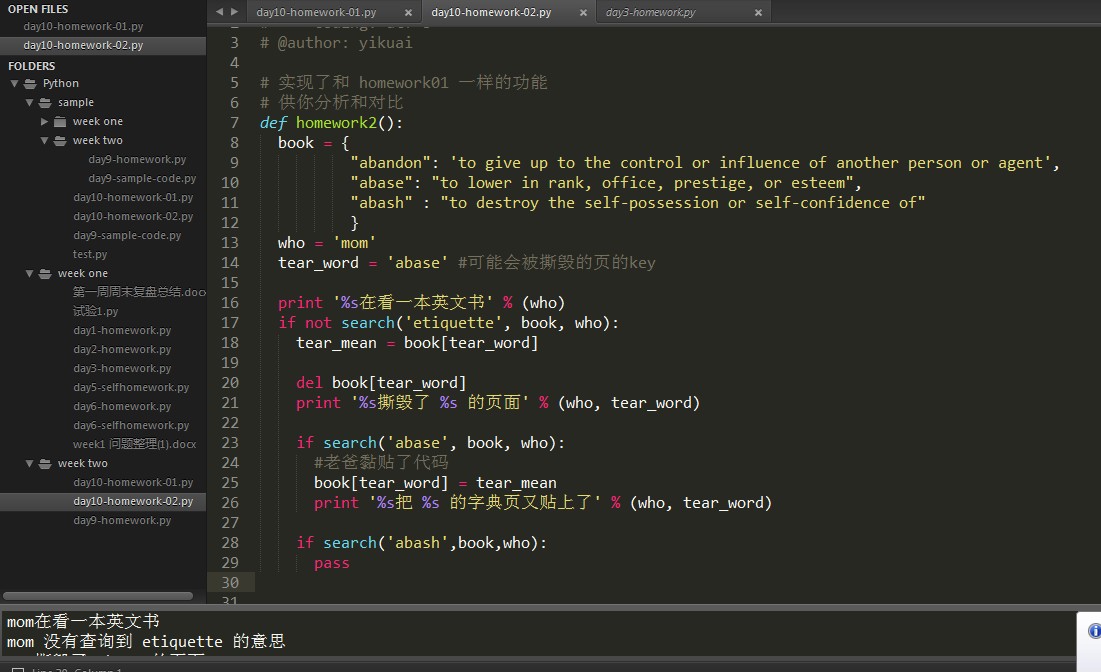 OPEN FILES
day10-homework-01.py
day10-homework-02.py
FOLDERS
Python
sample
week one
week two
day9-homework.py
day9-sample-code.py
day10-homework-01.py
day10-homework-02.py
day9-sample-code.py
test.py
week one
第一周周末复盘总结.docx
试验1.py
day1-homework.py
day2-homework.py
day3-homework.py
day5-selfhomework.py
day6-homework.py
day6-selfhomework.py
week1 问题整理(1).docx
week two
day10-homework-01.py
day10-homework-02.py
day9-homework.py
day10-homework-01.py × day10-homework-02.py × day3-homework.py ×
3 # @author: yikuai
4
5 # 实现了和 homework01 一样的功能
6 # 供你分析和对比
7 def homework2():
8 book = {
9 "abandon": 'to give up to the control or influence of another person or agent',
10 "abase": "to lower in rank, office, prestige, or esteem",
11 "abash" : "to destroy the self-possession or self-confidence of"
12 }
13 who = 'mom'
14 tear_word = 'abase' #可能会被撕毁的页的key
15
16 print '%s在看一本英文书' % (who)
17 if not search('etiquette', book, who):
18 tear_mean = book[tear_word]
19
20 del book[tear_word]
21 print '%s撕毁了 %s 的页面' % (who, tear_word)
22
23 if search('abase', book, who):
24 #老爸黏贴了代码
25 book[tear_word] = tear_mean
26 print '%s把 %s 的字典页又贴上了' % (who, tear_word)
27
28 if search('abash',book,who):
29 pass
30
31
mom在看一本英文书
mom 没有查询到 etiquette 的意思